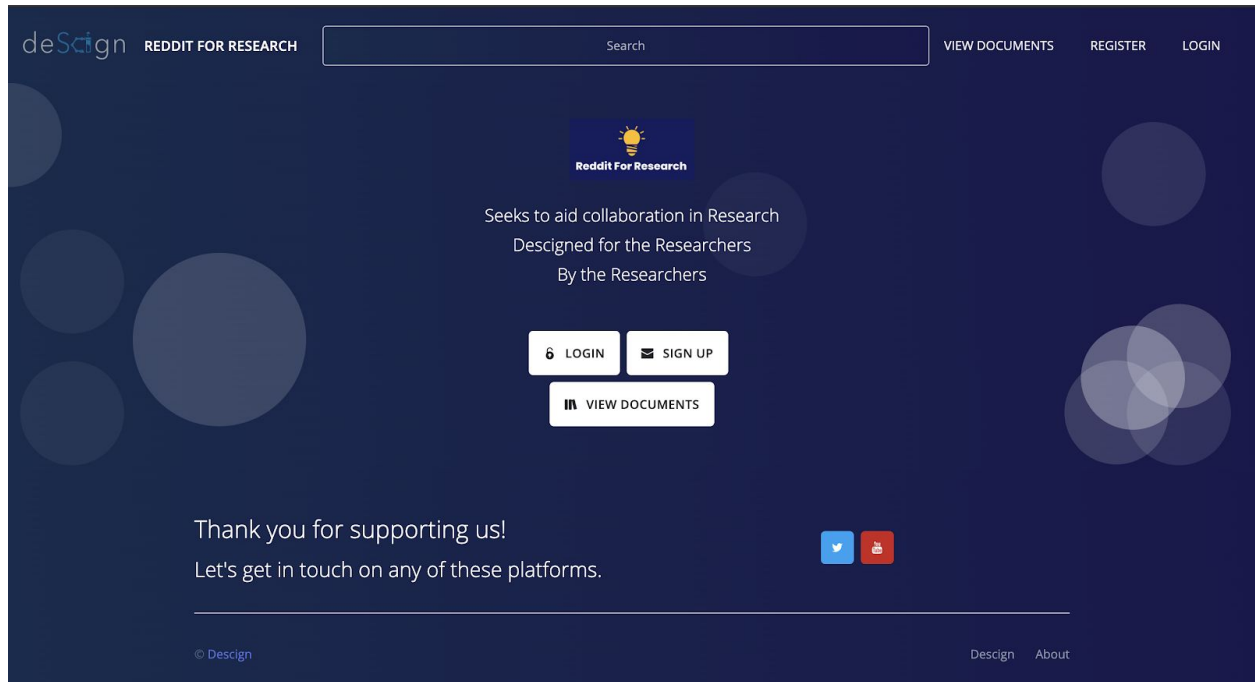 deScign REDDIT FOR RESEARCH Search VIEW DOCUMENTS REGISTER LOGIN
Reddit For Research
Seeks to aid collaboration in Research
Descigned for the Researchers
By the Researchers
LOGIN SIGN UP
VIEW DOCUMENTS
Thank you for supporting us!
Let's get in touch on any of these platforms.
You Tube
© Descign Descign About